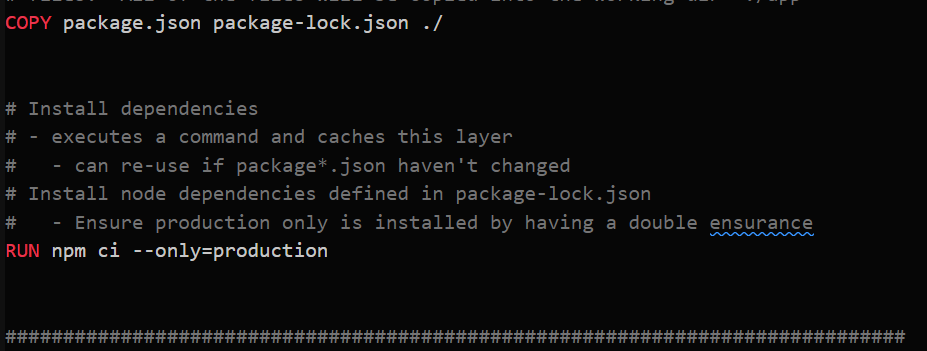 COPY package.json package-lock.json ./
# Install dependencies
# - executes a command and caches this layer
#   - can re-use if package*.json haven't changed
# Install node dependencies defined in package-lock.json
#   - Ensure production only is installed by having a double ensurance
RUN npm ci --only=production
##############################################################################